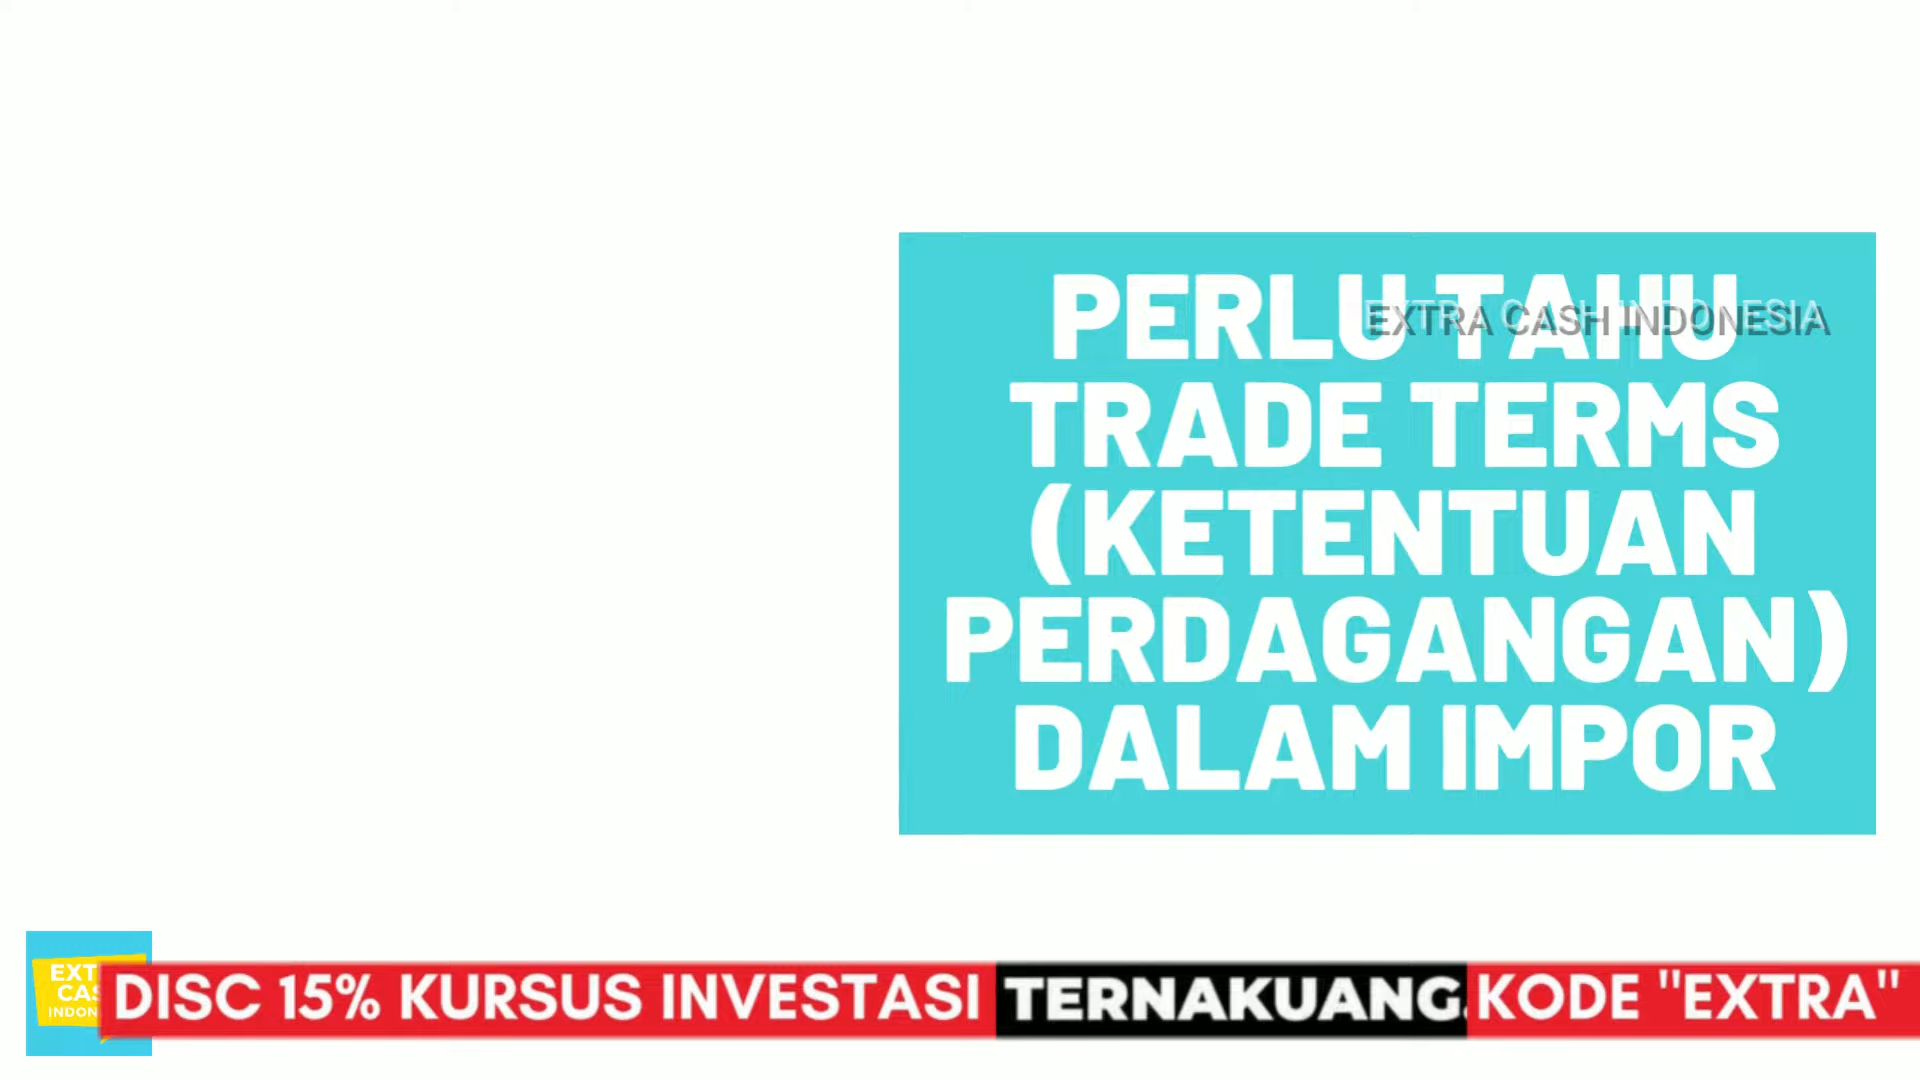 PERLU TAHU
EXTRA CASH INDONESIA
TRADE TERMS
(KETENTUAN
PERDAGANGAN)
DALAM IMPOR
DISC 15% KURSUS INVESTASI TERNAKUANG. KODE "EXTRA"